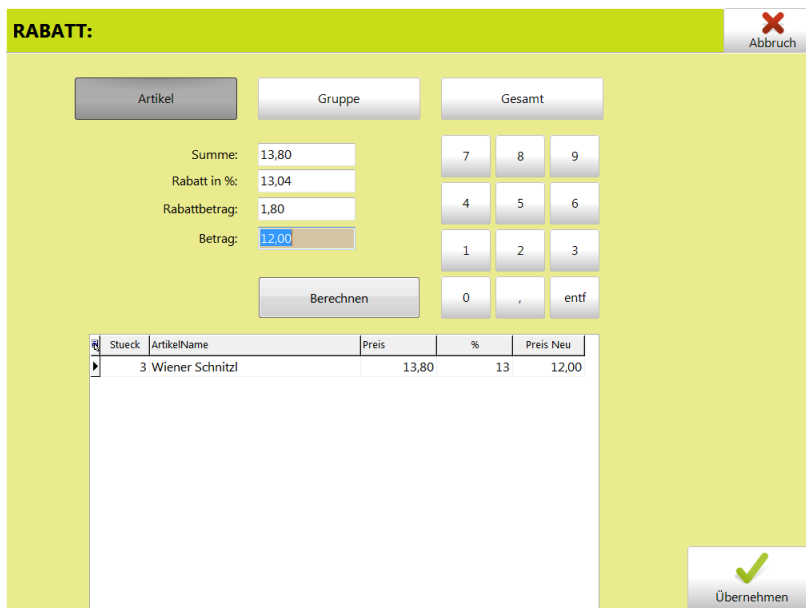 RABATT:
Abbruch
Artikel Gruppe Gesamt
Summe: 13,80
Rabatt in %: 13,04
Rabattbetrag: 1,80
Betrag: 12,00
Berechnen
7 8 9
4 5 6
1 2 3
0 , entf
Stueck ArtikelName Preis % Preis Neu
3 Wiener Schnitzl 13,80 13 12,00
Übernehmen